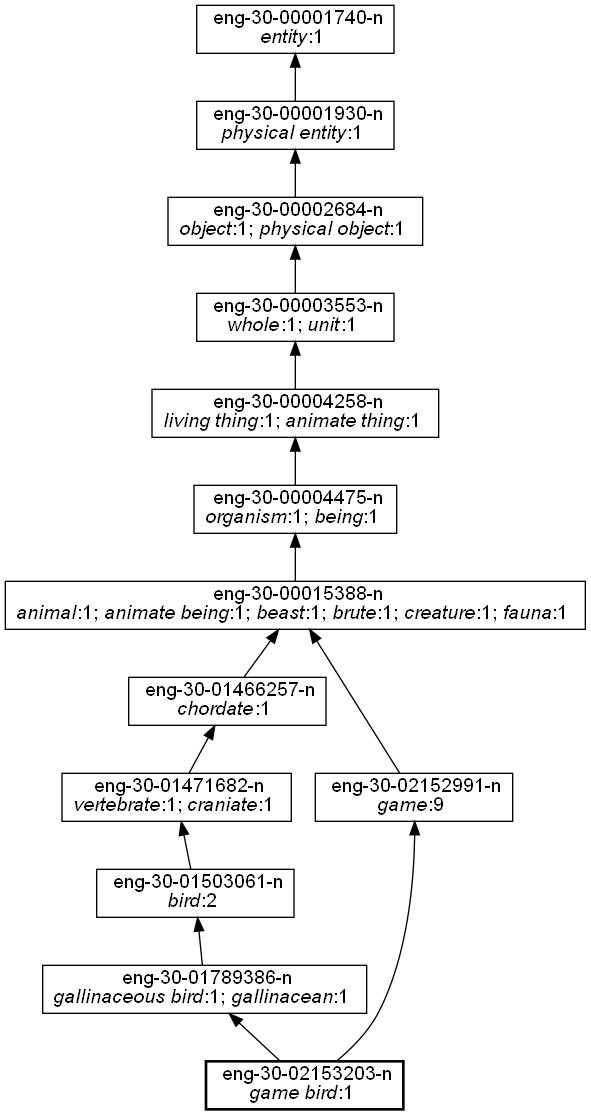 eng-30-00001740-n
entity:1
eng-30-00001930-n
physical entity:1
eng-30-00002684-n
object:1; physical object:1
eng-30-00003553-n
whole:1; unit:1
eng-30-00004258-n
living thing:1; animate thing:1
eng-30-00004475-n
organism:1; being:1
eng-30-00015388-n
animal:1; animate being:1; beast:1; brute:1; creature:1; fauna:1
eng-30-01466257-n
chordate:1
eng-30-01471682-n
vertebrate:1; craniate:1
eng-30-02152991-n
game:9
eng-30-01503061-n
bird:2
eng-30-01789386-n
gallinaceous bird:1; gallinacean:1
eng-30-02153203-n
game bird:1